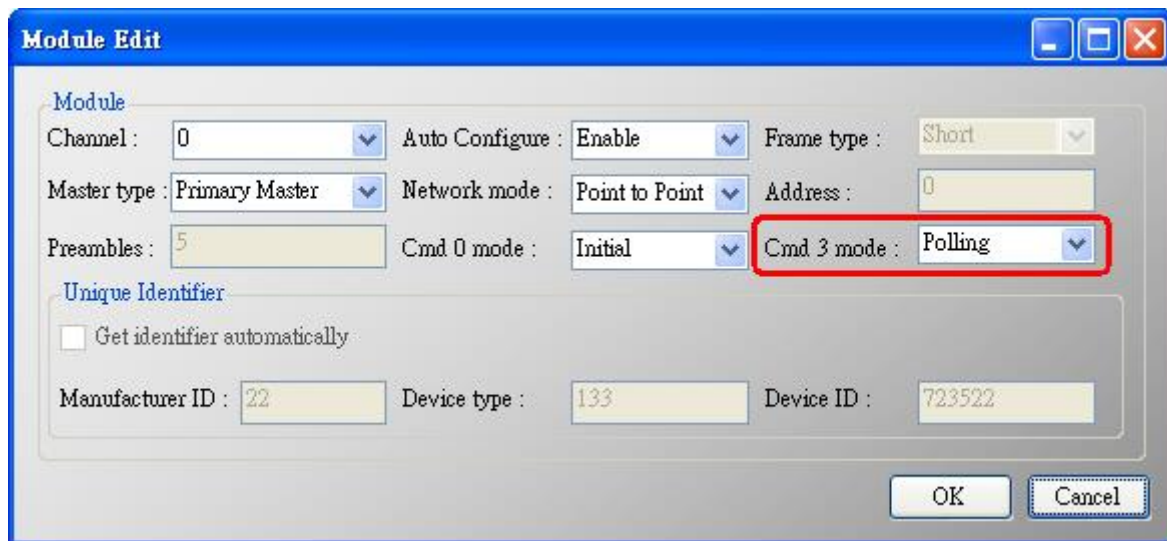 Module Edit
Module
Channel : 0 Auto Configure : Enable Frame type : Short
Master type : Primary Master Network mode : Point to Point Address : 0
Preambles : 5 Cmd 0 mode : Initial Cmd 3 mode : Polling
Unique Identifier
Get identifier automatically
Manufacturer ID : 22 Device type : 133 Device ID : 723522
OK Cancel